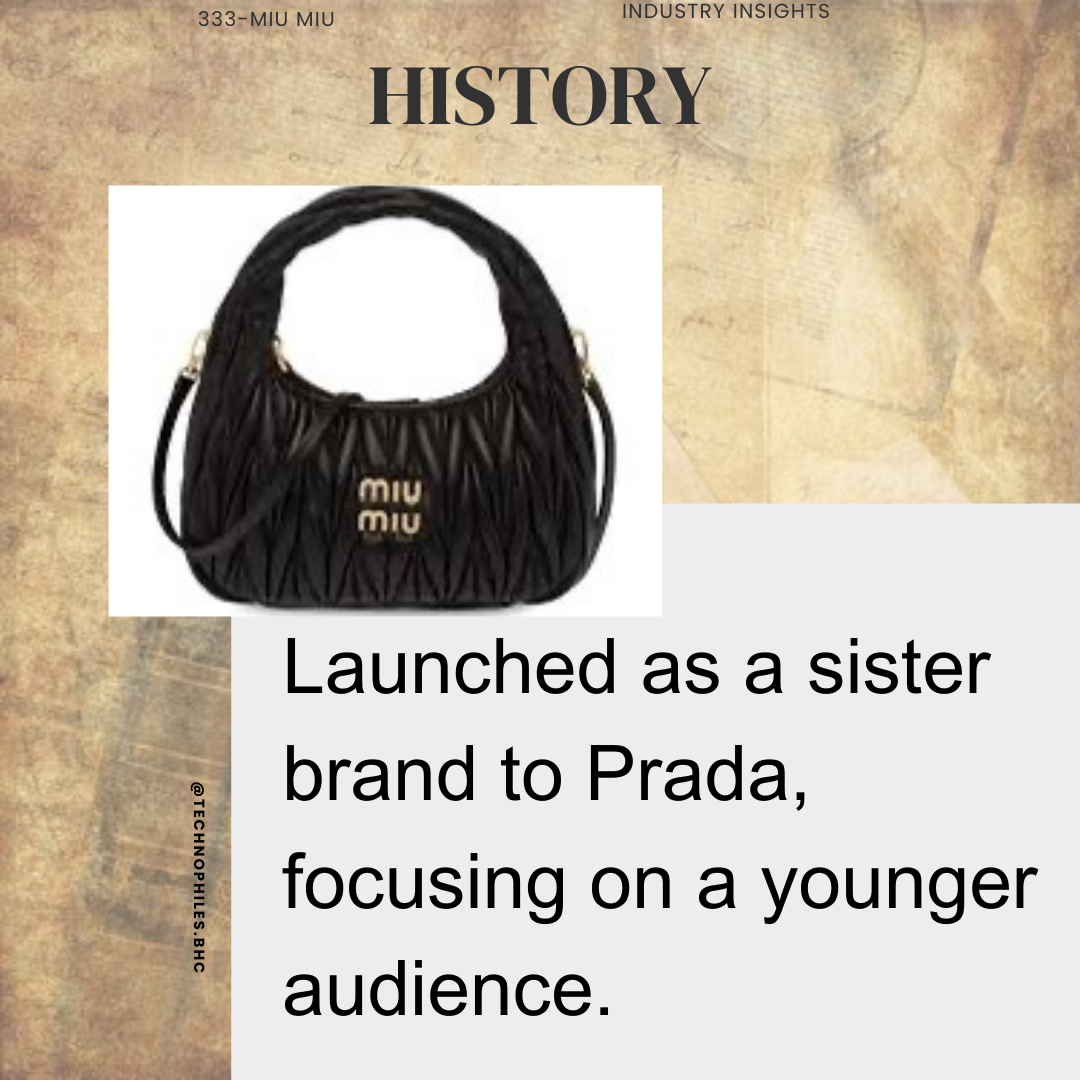 333-MIU MIU
INDUSTRY INSIGHTS
HISTORY
miu
miu
Launched as a sister
brand to Prada,
focusing on a younger
audience.
@TECHNOPHILES.BHC